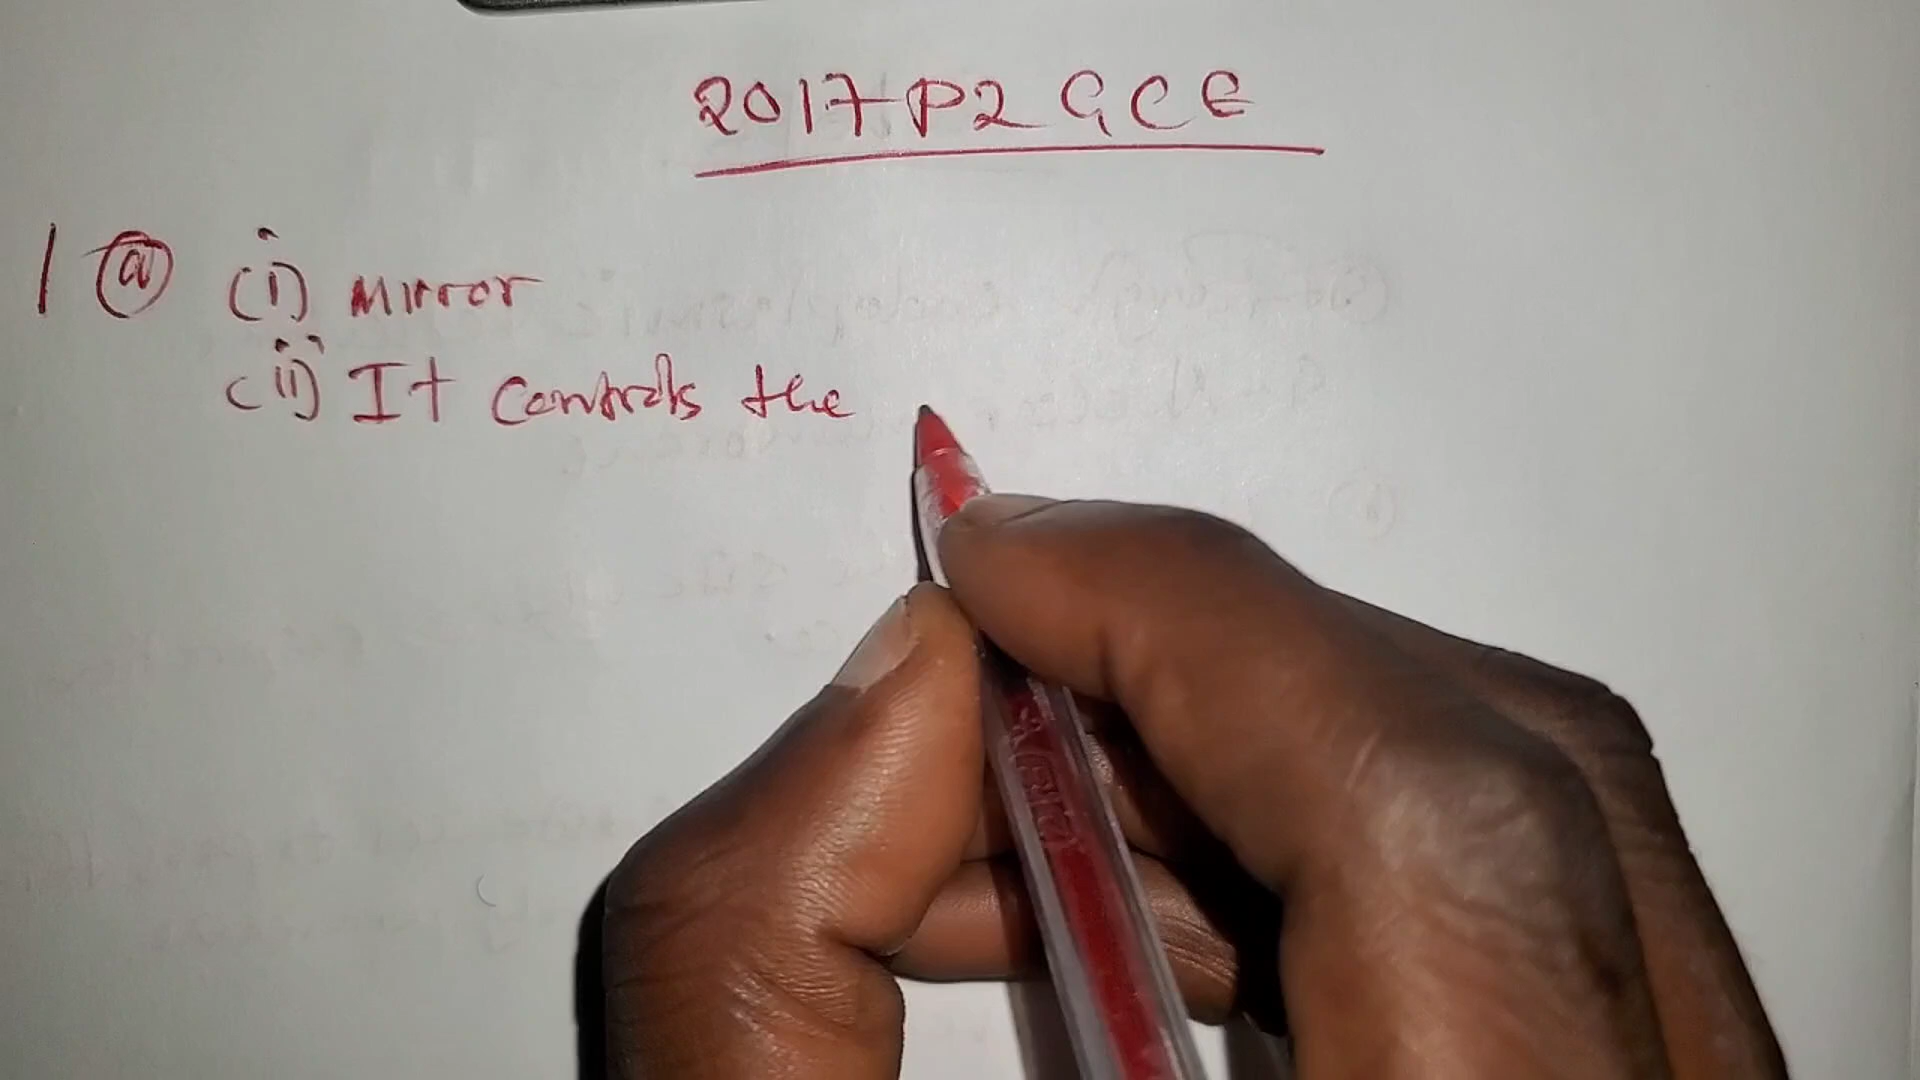 2017 P2 GCE
1 (a) (i) Mirror
(ii) It controls the